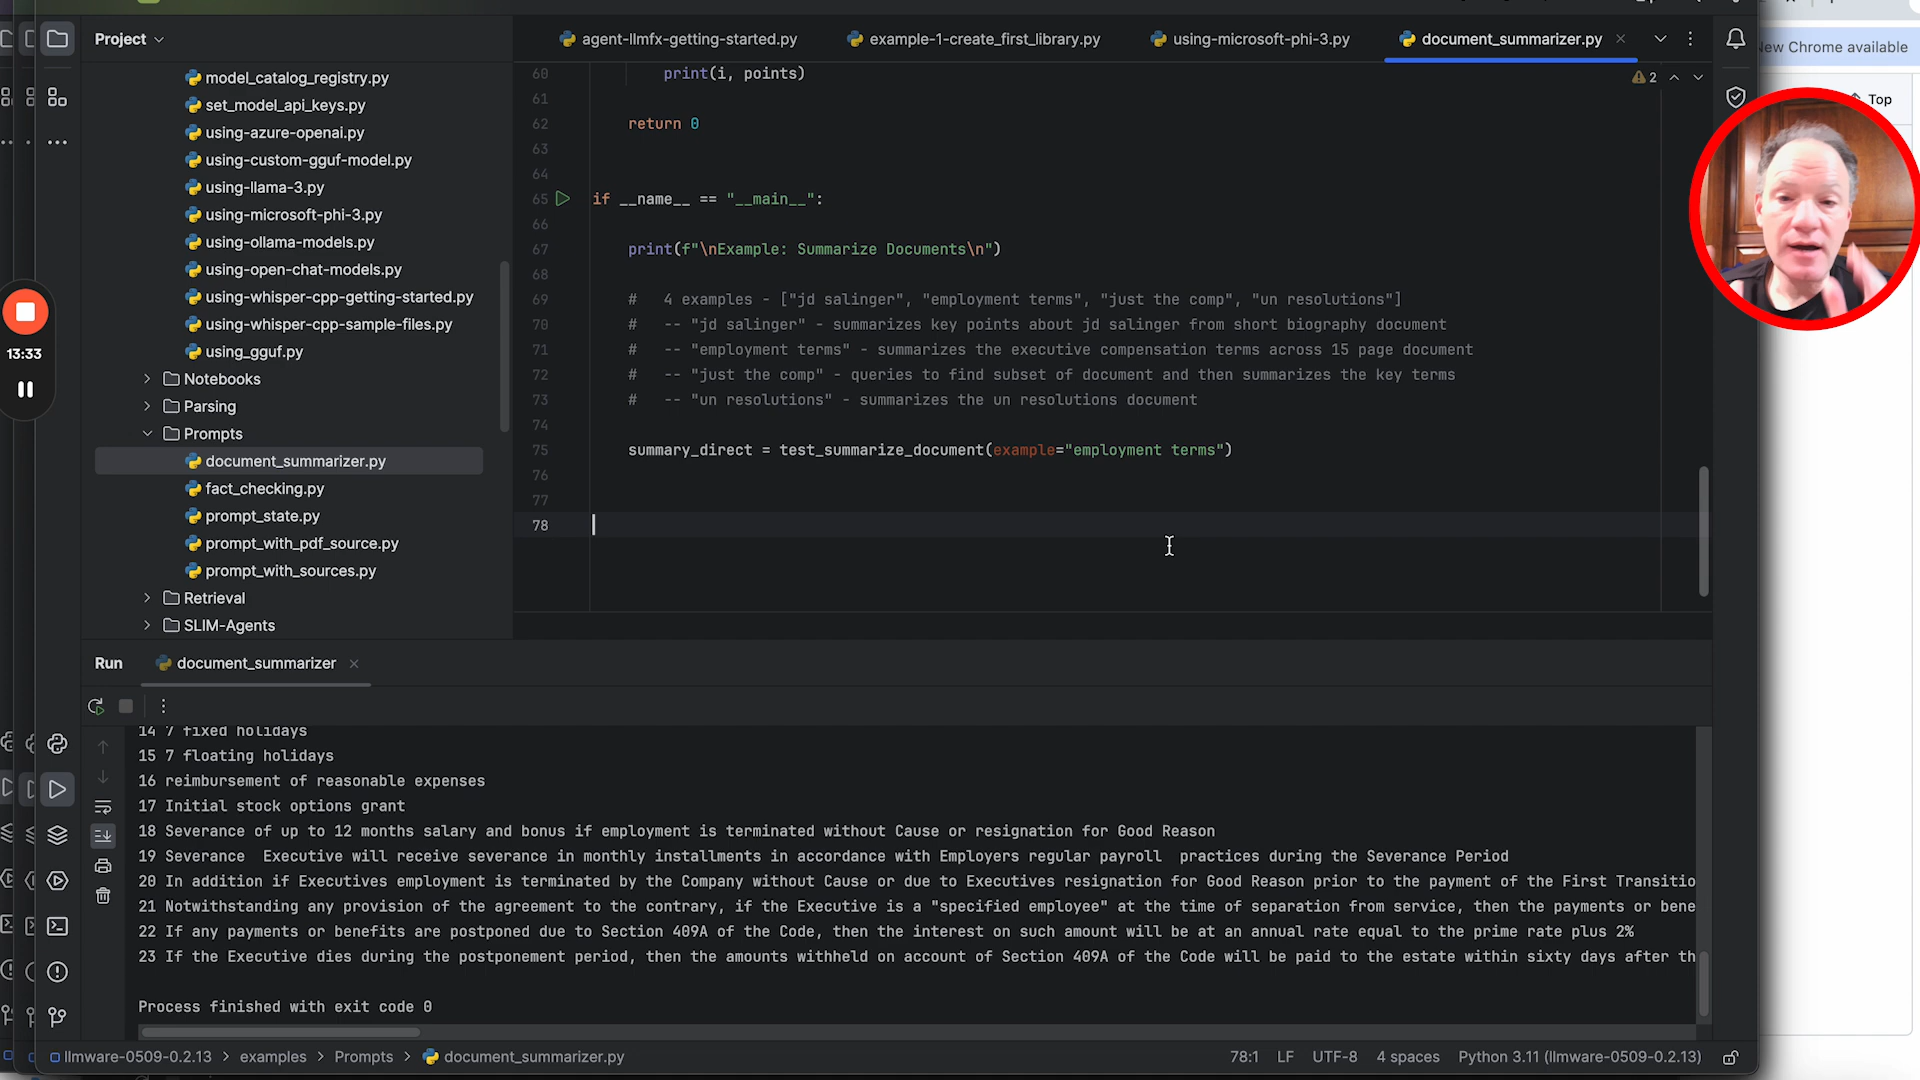 Project
agent-llmfx-getting-started.py
example-1-create_first_library.py
using-microsoft-phi-3.py
document_summarizer.py
New Chrome available
Top
2
model_catalog_registry.py
set_model_api_keys.py
using-azure-openai.py
using-custom-gguf-model.py
using-llama-3.py
using-microsoft-phi-3.py
using-ollama-models.py
using-open-chat-models.py
using-whisper-cpp-getting-started.py
using-whisper-cpp-sample-files.py
using_gguf.py
Notebooks
Parsing
Prompts
document_summarizer.py
fact_checking.py
prompt_state.py
prompt_with_pdf_source.py
prompt_with_sources.py
Retrieval
SLIM-Agents
13:33
60 print(i, points)
61
62 return 0
63
64
65 if __name__ == "__main__":
66
67 print(f"\nExample: Summarize Documents\n")
68
69 # 4 examples - ["jd salinger", "employment terms", "just the comp", "un resolutions"]
70 # -- "jd salinger" - summarizes key points about jd salinger from short biography document
71 # -- "employment terms" - summarizes the executive compensation terms across 15 page document
72 # -- "just the comp" - queries to find subset of document and then summarizes the key terms
73 # -- "un resolutions" - summarizes the un resolutions document
74
75 summary_direct = test_summarize_document(example="employment terms")
76
77
78
Run
document_summarizer
14 7 fixed holidays
15 7 floating holidays
16 reimbursement of reasonable expenses
17 Initial stock options grant
18 Severance of up to 12 months salary and bonus if employment is terminated without Cause or resignation for Good Reason
19 Severance Executive will receive severance in monthly installments in accordance with Employers regular payroll practices during the Severance Period
20 In addition if Executives employment is terminated by the Company without Cause or due to Executives resignation for Good Reason prior to the payment of the First Transitio
21 Notwithstanding any provision of the agreement to the contrary, if the Executive is a "specified employee" at the time of separation from service, then the payments or bene
22 If any payments or benefits are postponed due to Section 409A of the Code, then the interest on such amount will be at an annual rate equal to the prime rate plus 2%
23 If the Executive dies during the postponement period, then the amounts withheld on account of Section 409A of the Code will be paid to the estate within sixty days after th
Process finished with exit code 0
llmware-0509-0.2.13 > examples > Prompts > document_summarizer.py
78:1 LF UTF-8 4 spaces Python 3.11 (llmware-0509-0.2.13)